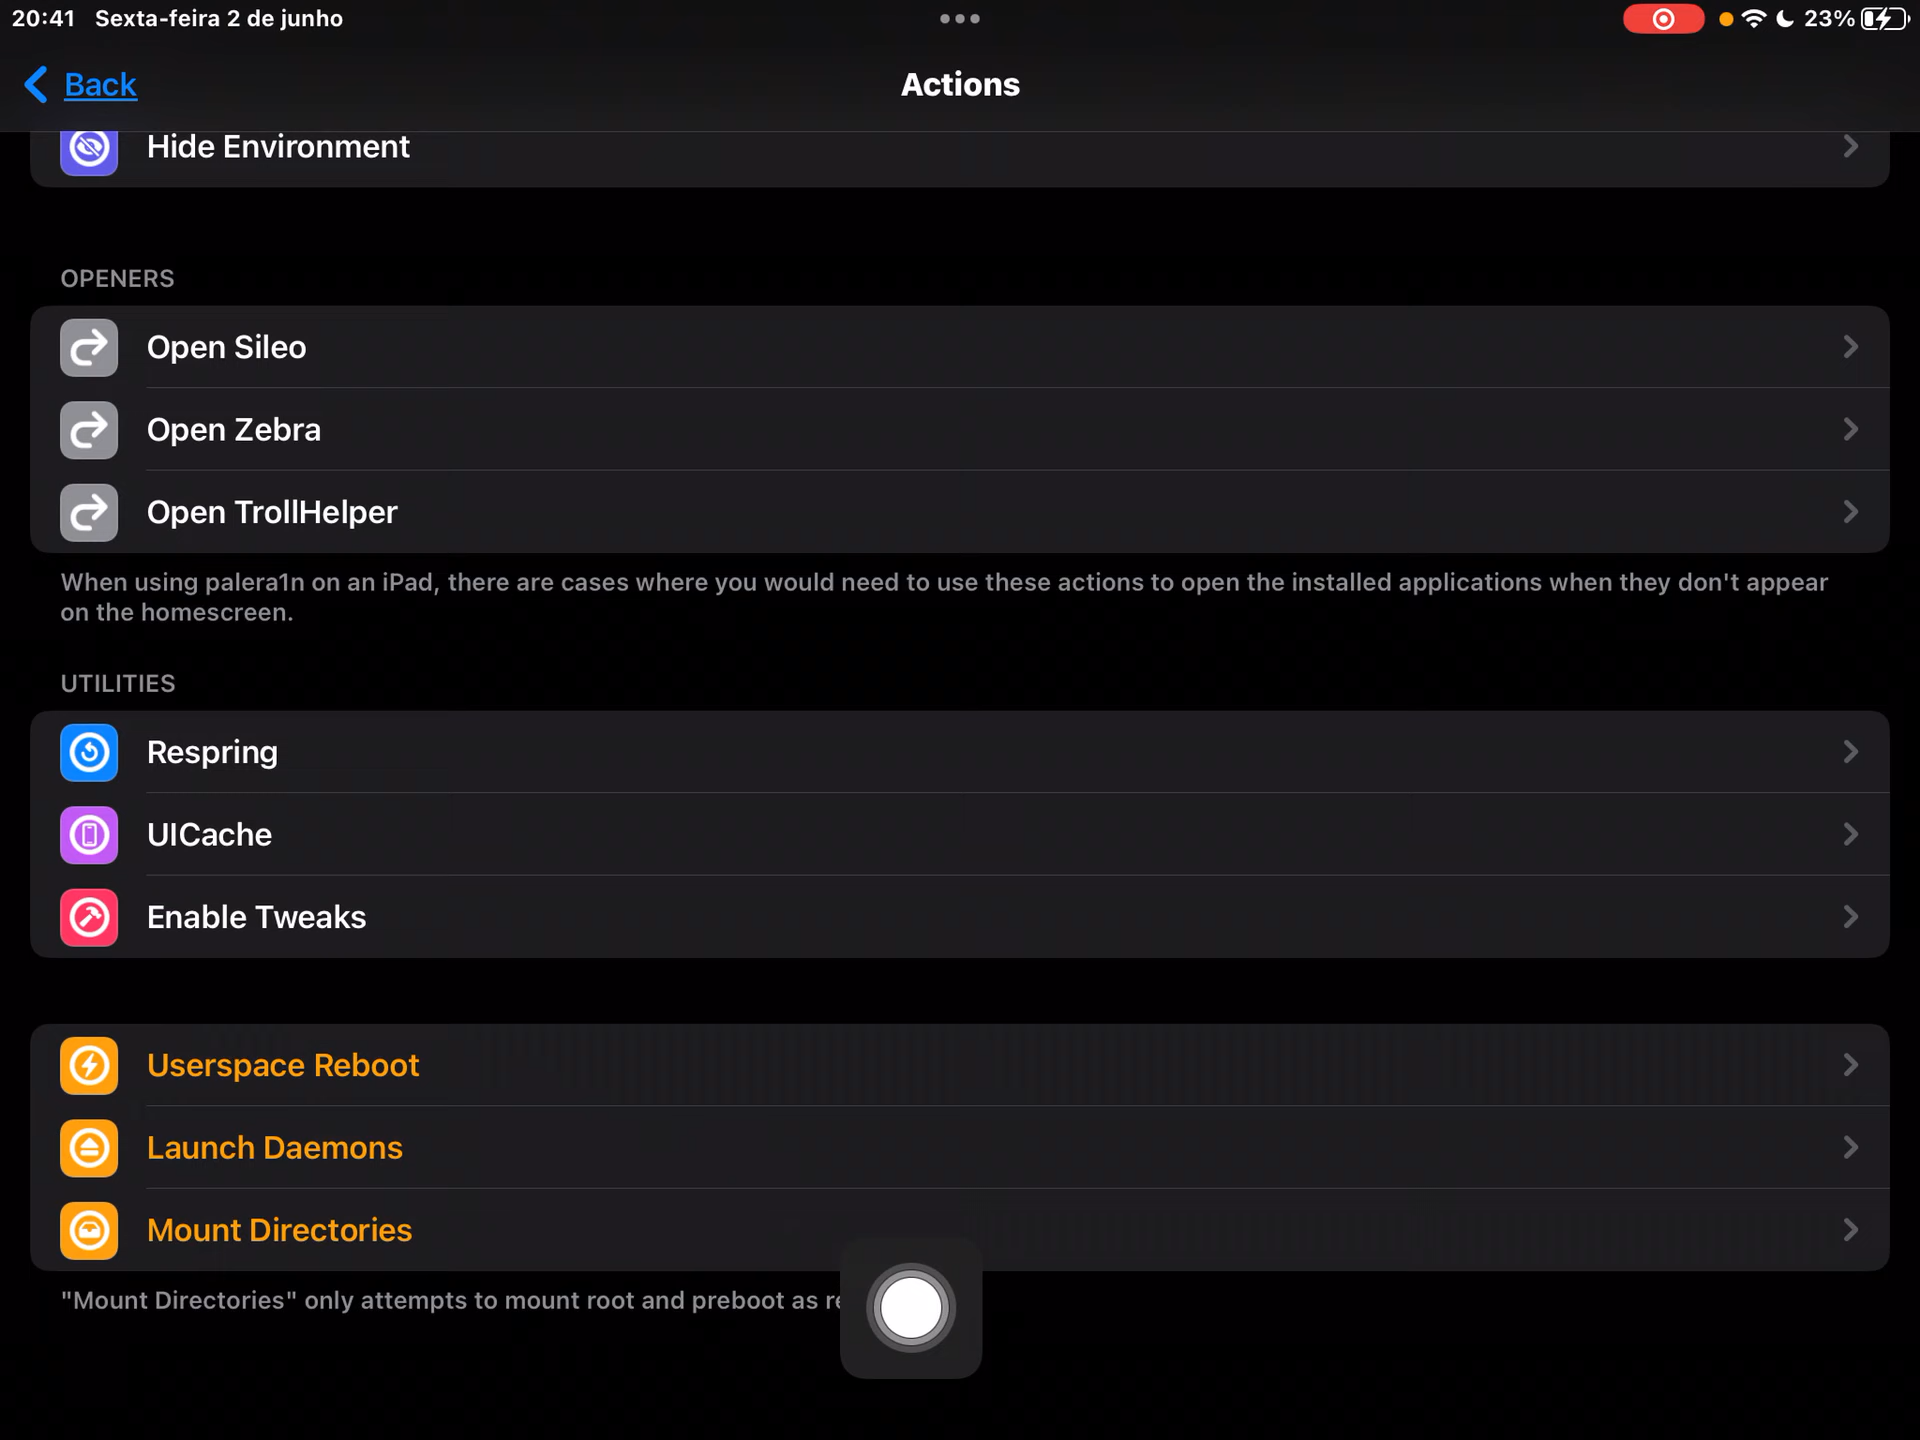 20:41 Sexta-feira 2 de junho 23%
Back Actions
Hide Environment
OPENERS
Open Sileo
Open Zebra
Open TrollHelper
When using palera1n on an iPad, there are cases where you would need to use these actions to open the installed applications when they don't appear
on the homescreen.
UTILITIES
Respring
UICache
Enable Tweaks
Userspace Reboot
Launch Daemons
Mount Directories
"Mount Directories" only attempts to mount root and preboot as